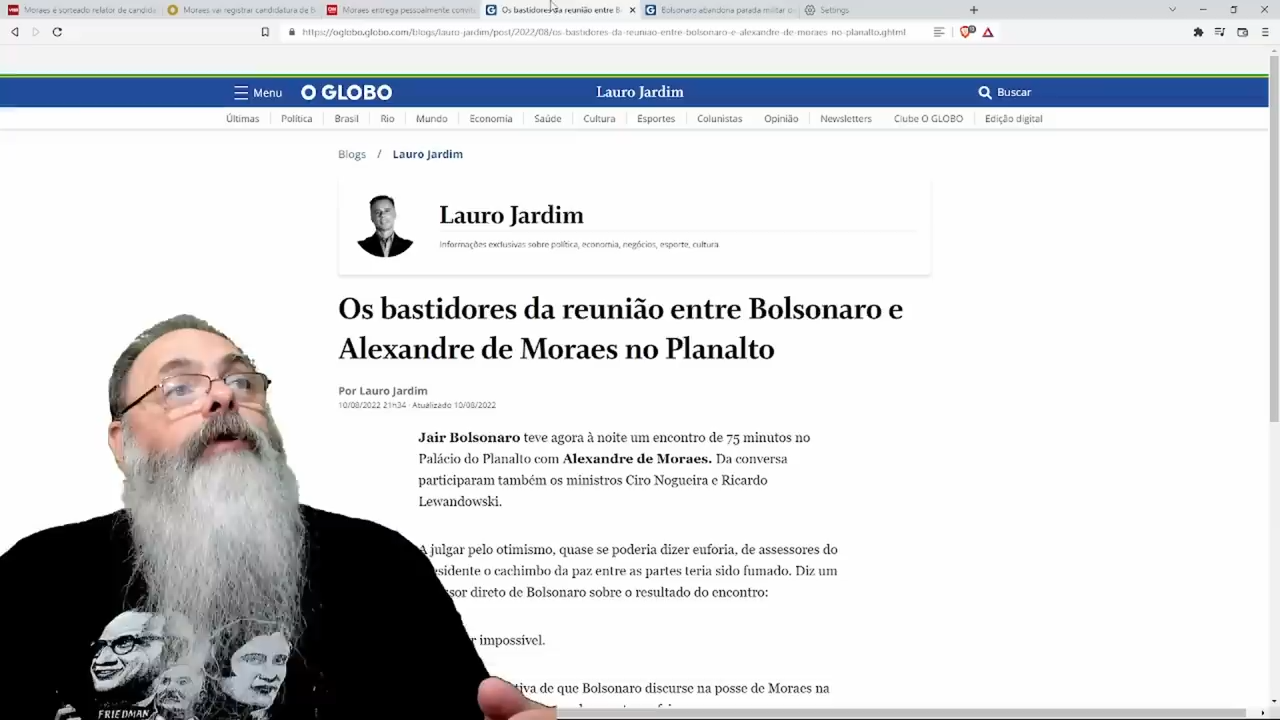 Moraes é sorteado relator de candida
Moraes vai registrar candidatura de B
Moraes entrega pessoalmente convite
Os bastidores da reunião entre B
Bolsonaro abandona parada militar o
Settings
https://oglobo.globo.com/blogs/lauro-jardim/post/2022/08/os-bastidores-da-reuniao-entre-bolsonaro-e-alexandre-de-moraes-no-planalto.ghtml
Menu O GLOBO Lauro Jardim Buscar
Últimas Política Brasil Rio Mundo Economia Saúde Cultura Esportes Colunistas Opinião Newsletters Clube O GLOBO Edição digital
Blogs / Lauro Jardim
Lauro Jardim
Informações exclusivas sobre política, economia, negócios, esporte, cultura
Os bastidores da reunião entre Bolsonaro e
Alexandre de Moraes no Planalto
Por Lauro Jardim
10/08/2022 21h34 · Atualizado 10/08/2022
Jair Bolsonaro teve agora à noite um encontro de 75 minutos no
Palácio do Planalto com Alexandre de Moraes. Da conversa
participaram também os ministros Ciro Nogueira e Ricardo
Lewandowski.
A julgar pelo otimismo, quase se poderia dizer euforia, de assessores do
esidente o cachimbo da paz entre as partes teria sido fumado. Diz um
sor direto de Bolsonaro sobre o resultado do encontro:
r impossível.
tiva de que Bolsonaro discurse na posse de Moraes na
FRIEDMAN